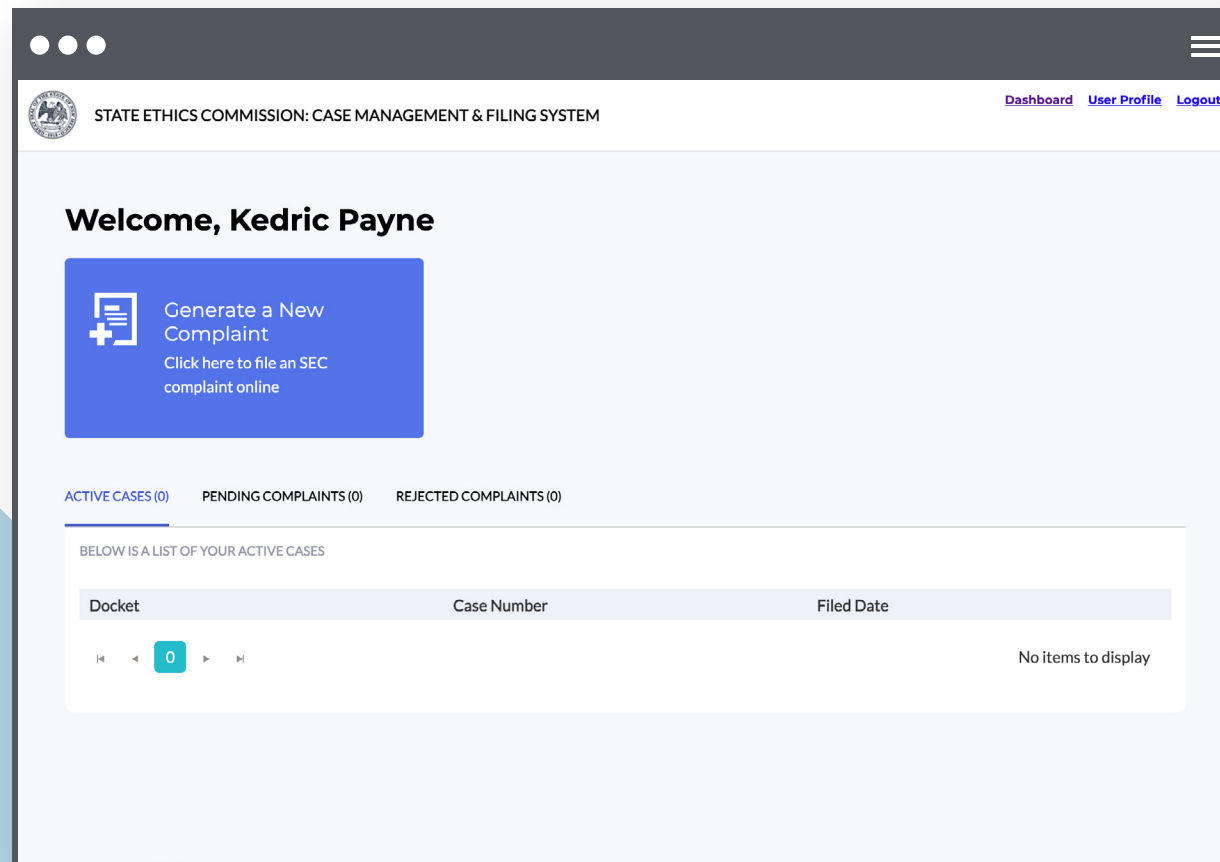 STATE ETHICS COMMISSION: CASE MANAGEMENT & FILING SYSTEM
Dashboard User Profile Logout
Welcome, Kedric Payne
Generate a New
Complaint
Click here to file an SEC
complaint online
ACTIVE CASES (0) PENDING COMPLAINTS (0) REJECTED COMPLAINTS (0)
BELOW IS A LIST OF YOUR ACTIVE CASES
Docket Case Number Filed Date
0 No items to display